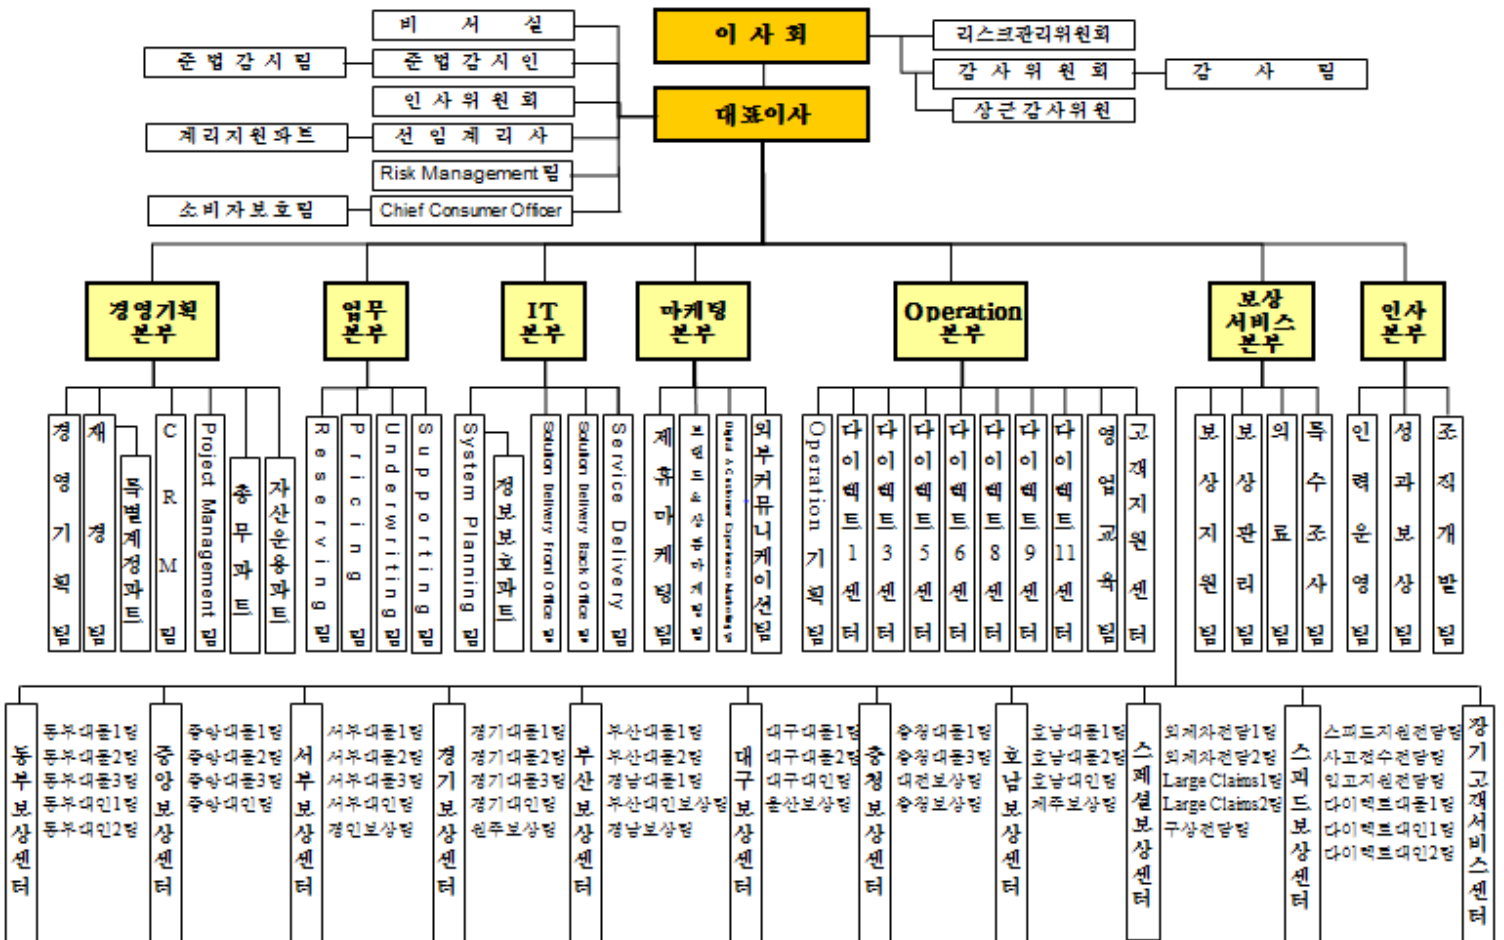 비 서 실
이 사 회
리스크관리위원회
준 법 감 시 팀
준 법 감 시 인
감 사 위 원 회
감 사 팀
인 사 위 원 회
대표이사
상근감사위원
계리지원파트
선 임 계 리 사
Risk Management 팀
소비자보호팀
Chief Consumer Officer
경영기획
본부
업무
본부
IT
본부
마케팅
본부
Operation
본부
보상
서비스
본부
인사
본부
경영기획팀
재경팀
특별계정파트
CRM팀
Project Management 팀
총무파트
자산운용파트
Reserving 팀
Pricing 팀
Underwriting 팀
Supporting 팀
System Planning 팀
정보보호파트
Solution Delivery Front Office 팀
Solution Delivery Back Office 팀
Service Delivery 팀
제휴마케팅팀
브랜드&상품마케팅팀
Digital & Customer Experience Marketing팀
외부커뮤니케이션팀
Operation 기획팀
다이렉트1센터
다이렉트3센터
다이렉트5센터
다이렉트6센터
다이렉트8센터
다이렉트9센터
다이렉트11센터
영업교육팀
고객지원센터
보상지원팀
보상관리팀
의료팀
특수조사팀
인력운영팀
성과보상팀
조직개발팀
동부보상센터
동부대물1팀
동부대물2팀
동부대물3팀
동부대인1팀
동부대인2팀
중앙보상센터
중앙대물1팀
중앙대물2팀
중앙대물3팀
중앙대인팀
서부보상센터
서부대물1팀
서부대물2팀
서부대물3팀
서부대인팀
경인보상팀
경기보상센터
경기대물1팀
경기대물2팀
경기대물3팀
경기대인팀
원주보상팀
부산보상센터
부산대물1팀
부산대물2팀
경남대물1팀
부산대인보상팀
경남보상팀
대구보상센터
대구대물1팀
대구대물2팀
대구대인팀
울산보상팀
충청보상센터
충청대물1팀
충청대물3팀
대전보상팀
충청보상팀
호남보상센터
호남대물1팀
호남대물2팀
호남대인팀
제주보상팀
스페셜보상센터
외제차전담1팀
외제차전담2팀
Large Claims1팀
Large Claims2팀
구상전담팀
스피드보상센터
스피드지원전담팀
사고접수전담팀
입고지원전담팀
다이렉트대물1팀
다이렉트대인1팀
다이렉트대인2팀
장기고객서비스센터